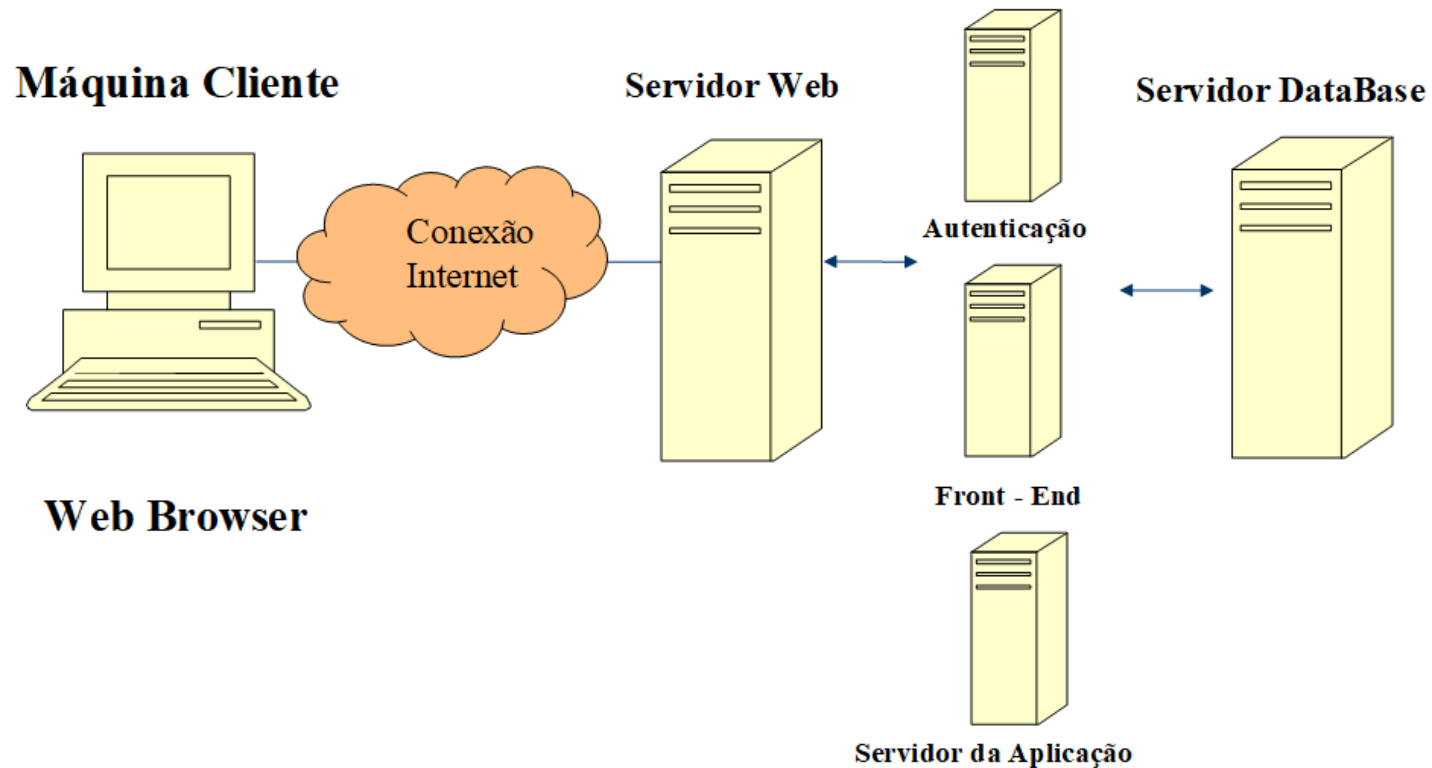 Máquina Cliente
Web Browser
Conexão
Internet
Servidor Web
Autenticação
Front - End
Servidor da Aplicação
Servidor DataBase